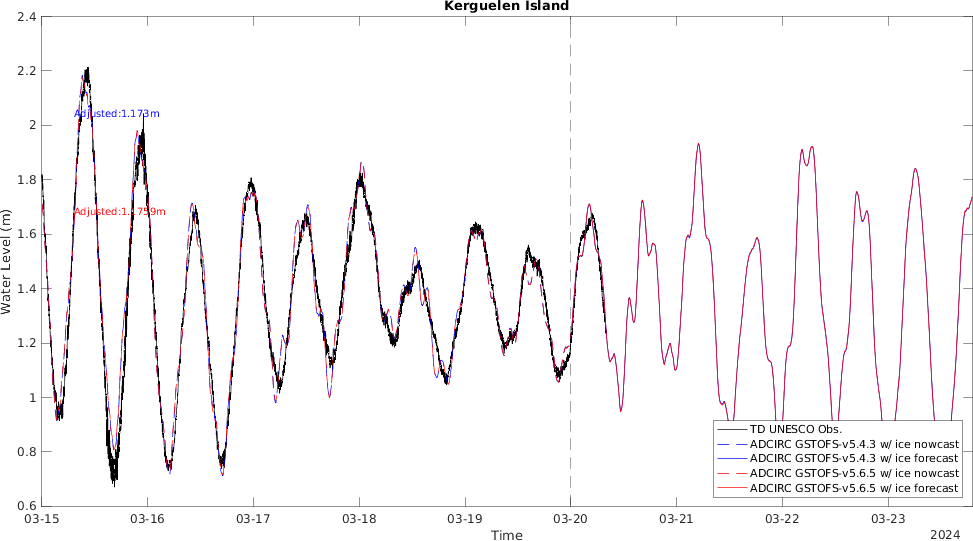 Kerguelen Island
2.4
2.2
2
1.8
1.6
1.4
1.2
1
0.8
0.6
Water Level (m)
Adjusted:1.173m
Adjusted:1.1759m
TD UNESCO Obs.
ADCIRC GSTOFS-v5.4.3 w/ ice nowcast
ADCIRC GSTOFS-v5.4.3 w/ ice forecast
ADCIRC GSTOFS-v5.6.5 w/ ice nowcast
ADCIRC GSTOFS-v5.6.5 w/ ice forecast
03-15 03-16 03-17 03-18 03-19 03-20 03-21 03-22 03-23
Time
2024